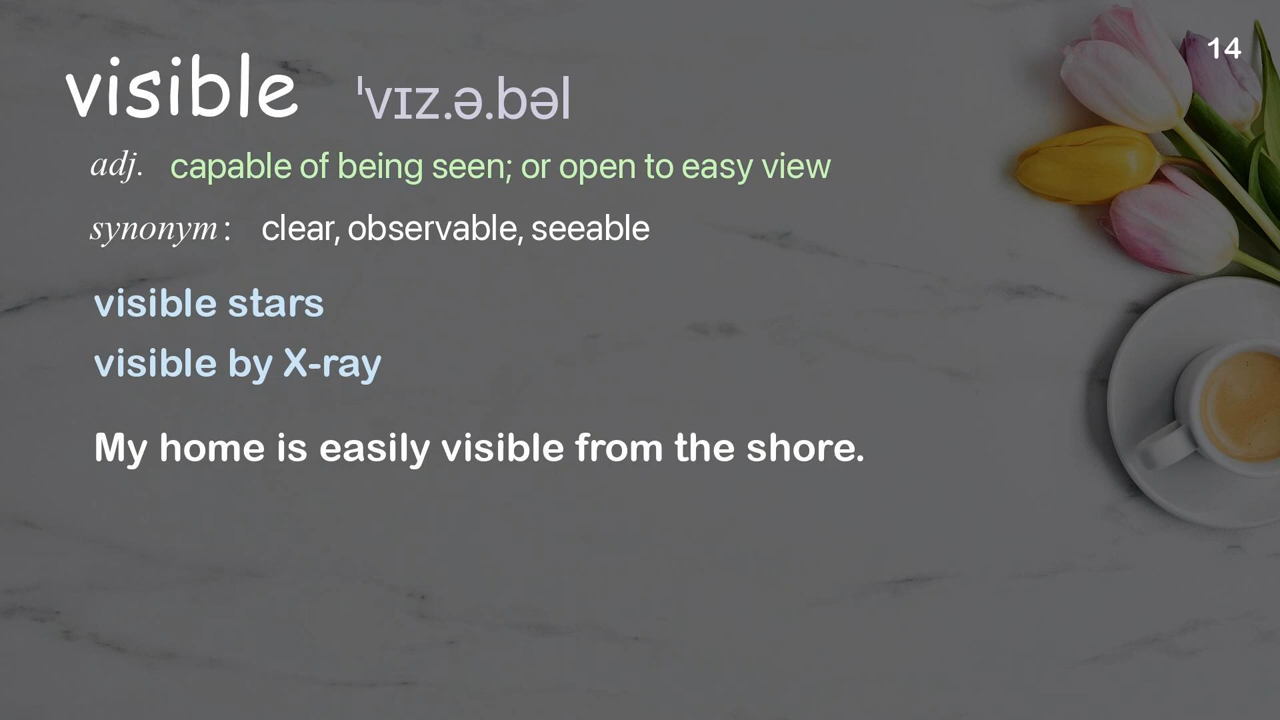 14
visible ˈvɪz.ə.bəl
adj. capable of being seen; or open to easy view
synonym: clear, observable, seeable
visible stars
visible by X-ray
My home is easily visible from the shore.